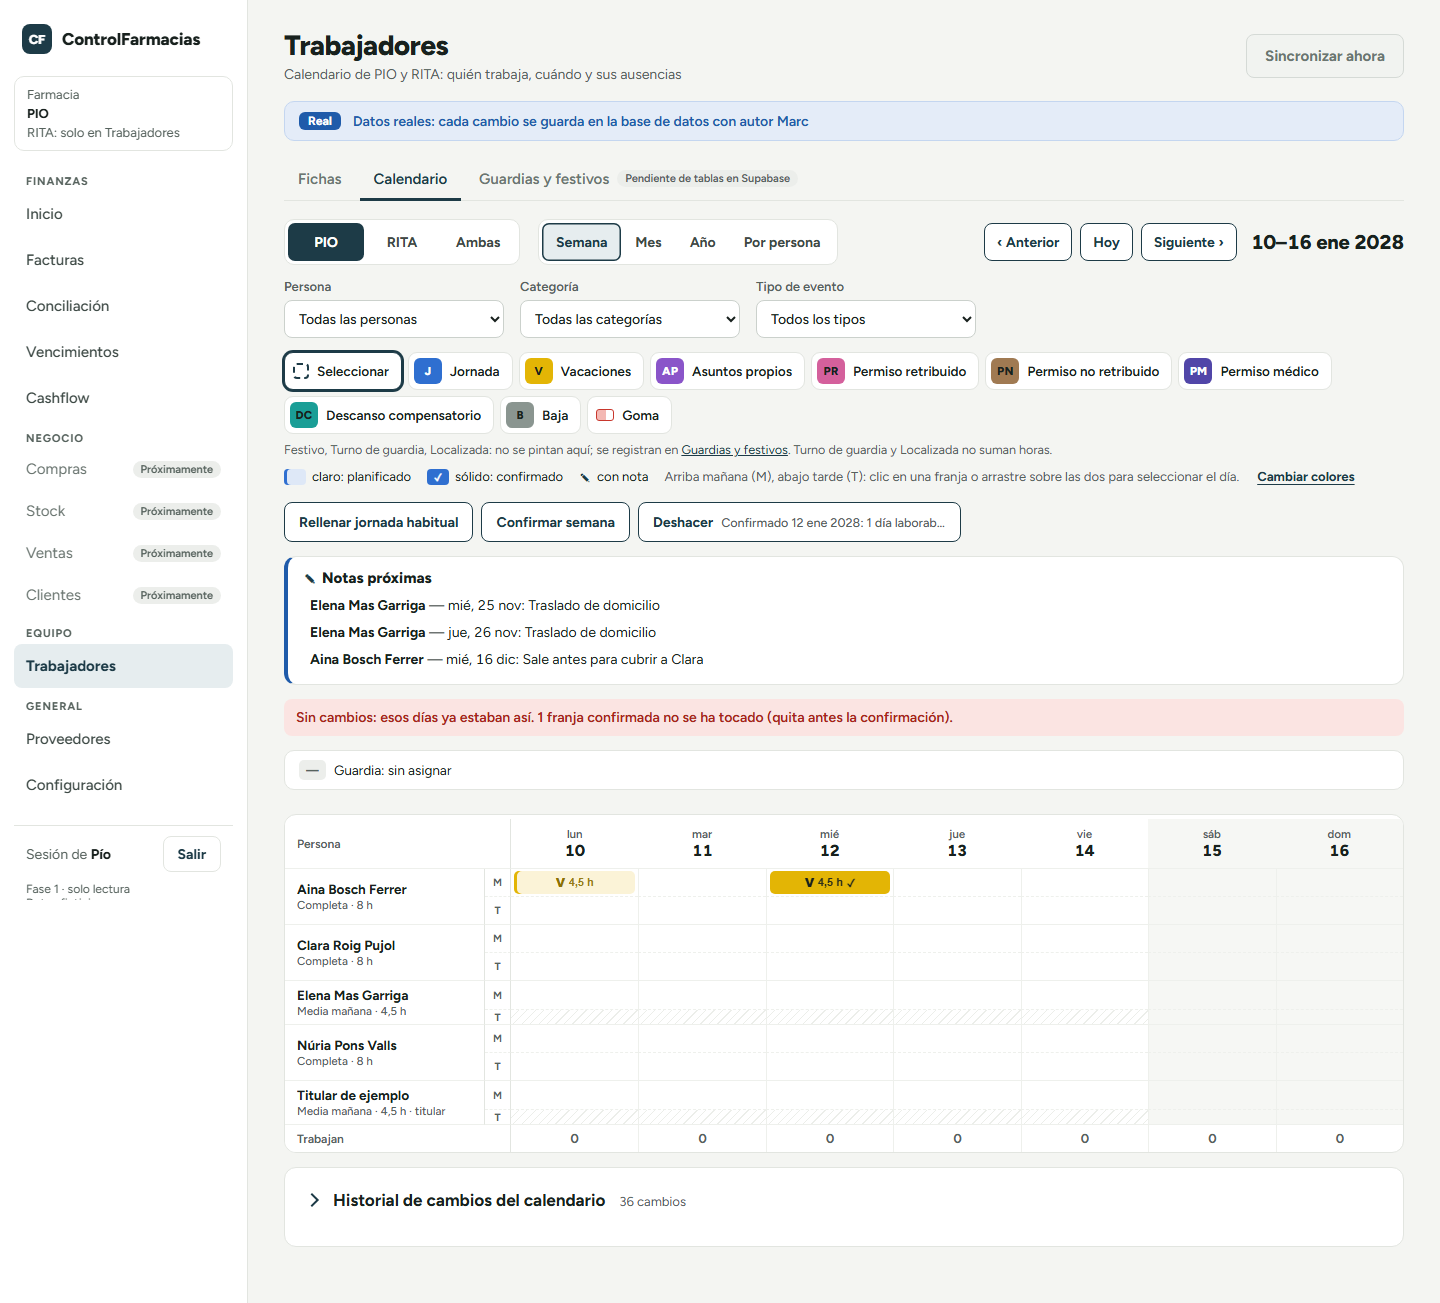 CF ControlFarmacias
Farmacia
PIO
RITA: solo en Trabajadores
FINANZAS
Inicio
Facturas
Conciliación
Vencimientos
Cashflow
NEGOCIO
Compras Próximamente
Stock Próximamente
Ventas Próximamente
Clientes Próximamente
EQUIPO
Trabajadores
GENERAL
Proveedores
Configuración
Sesión de Pío Salir
Fase 1 · solo lectura
Trabajadores
Calendario de PIO y RITA: quién trabaja, cuándo y sus ausencias
Sincronizar ahora
Real Datos reales: cada cambio se guarda en la base de datos con autor Marc
Fichas Calendario Guardias y festivos Pendiente de tablas en Supabase
PIO RITA Ambas Semana Mes Año Por persona ‹ Anterior Hoy Siguiente › 10–16 ene 2028
Persona Categoría Tipo de evento
Todas las personas Todas las categorías Todos los tipos
Seleccionar J Jornada V Vacaciones AP Asuntos propios PR Permiso retribuido PN Permiso no retribuido PM Permiso médico
DC Descanso compensatorio B Baja Goma
Festivo, Turno de guardia, Localizada: no se pintan aquí; se registran en Guardias y festivos. Turno de guardia y Localizada no suman horas.
claro: planificado ✓ sólido: confirmado con nota Arriba mañana (M), abajo tarde (T): clic en una franja o arrastre sobre las dos para seleccionar el día. Cambiar colores
Rellenar jornada habitual Confirmar semana Deshacer Confirmado 12 ene 2028: 1 día laborab...
Notas próximas
Elena Mas Garriga — mié, 25 nov: Traslado de domicilio
Elena Mas Garriga — jue, 26 nov: Traslado de domicilio
Aina Bosch Ferrer — mié, 16 dic: Sale antes para cubrir a Clara
Sin cambios: esos días ya estaban así. 1 franja confirmada no se ha tocado (quita antes la confirmación).
— Guardia: sin asignar
Persona lun 10 mar 11 mié 12 jue 13 vie 14 sáb 15 dom 16
Aina Bosch Ferrer M V 4,5 h V 4,5 h ✓
Completa · 8 h T
Clara Roig Pujol M
Completa · 8 h T
Elena Mas Garriga M
Media mañana · 4,5 h T
Núria Pons Valls M
Completa · 8 h T
Titular de ejemplo M
Media mañana · 4,5 h · titular T
Trabajan 0 0 0 0 0 0 0
Historial de cambios del calendario 36 cambios